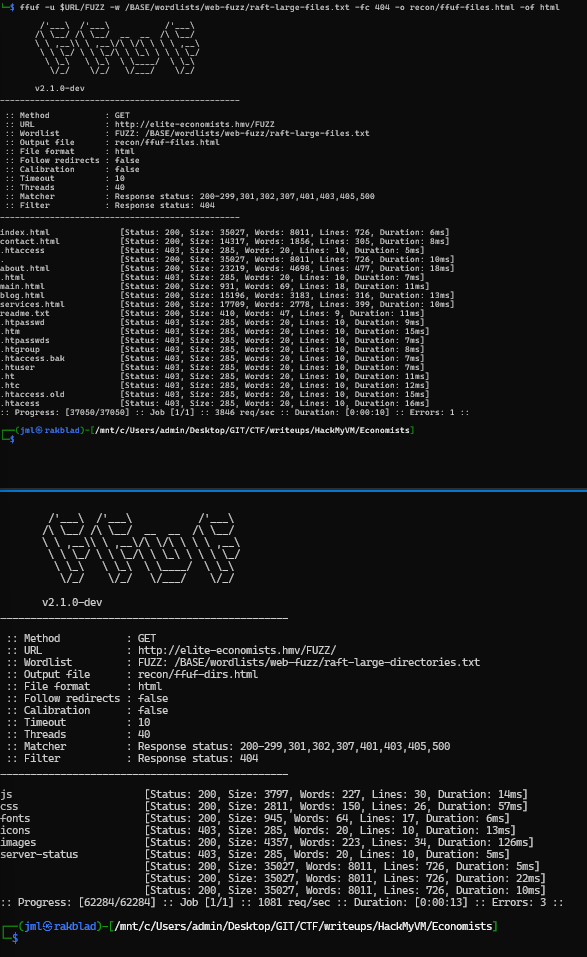 └─$ ffuf -u $URL/FUZZ -w /BASE/wordlists/web-fuzz/raft-large-files.txt -fc 404 -o recon/ffuf-files.html -of html
        /'___\  /'___\           /'___\
       /\ \__/ /\ \__/  __  __  /\ \__/
       \ \ ,__\\ \ ,__\/\ \/\ \ \ \ ,__\
        \ \ \_/ \ \ \_/\ \ \_\ \ \ \ \_/
         \ \_\   \ \_\  \ \____/  \ \_\
          \/_/    \/_/   \/___/    \/_/
       v2.1.0-dev
________________________________________________
 :: Method           : GET
 :: URL              : http://elite-economists.hmv/FUZZ
 :: Wordlist         : FUZZ: /BASE/wordlists/web-fuzz/raft-large-files.txt
 :: Output file      : recon/ffuf-files.html
 :: File format      : html
 :: Follow redirects : false
 :: Calibration      : false
 :: Timeout          : 10
 :: Threads          : 40
 :: Matcher          : Response status: 200-299,301,302,307,401,403,405,500
 :: Filter           : Response status: 404
________________________________________________
index.html              [Status: 200, Size: 35027, Words: 8011, Lines: 726, Duration: 6ms]
contact.html            [Status: 200, Size: 14317, Words: 1856, Lines: 305, Duration: 8ms]
.htaccess               [Status: 403, Size: 285, Words: 20, Lines: 10, Duration: 5ms]
.                       [Status: 200, Size: 35027, Words: 8011, Lines: 726, Duration: 10ms]
about.html              [Status: 200, Size: 23219, Words: 4698, Lines: 477, Duration: 18ms]
.html                   [Status: 403, Size: 285, Words: 20, Lines: 10, Duration: 7ms]
main.html               [Status: 200, Size: 931, Words: 69, Lines: 18, Duration: 11ms]
blog.html               [Status: 200, Size: 15196, Words: 3183, Lines: 316, Duration: 13ms]
services.html           [Status: 200, Size: 17709, Words: 2778, Lines: 399, Duration: 10ms]
readme.txt              [Status: 200, Size: 410, Words: 47, Lines: 9, Duration: 11ms]
.htpasswd               [Status: 403, Size: 285, Words: 20, Lines: 10, Duration: 9ms]
.htm                    [Status: 403, Size: 285, Words: 20, Lines: 10, Duration: 15ms]
.htpasswds              [Status: 403, Size: 285, Words: 20, Lines: 10, Duration: 7ms]
.htgroup                [Status: 403, Size: 285, Words: 20, Lines: 10, Duration: 8ms]
.htaccess.bak           [Status: 403, Size: 285, Words: 20, Lines: 10, Duration: 7ms]
.htuser                 [Status: 403, Size: 285, Words: 20, Lines: 10, Duration: 7ms]
.ht                     [Status: 403, Size: 285, Words: 20, Lines: 10, Duration: 11ms]
.htc                    [Status: 403, Size: 285, Words: 20, Lines: 10, Duration: 12ms]
.htaccess.old           [Status: 403, Size: 285, Words: 20, Lines: 10, Duration: 15ms]
.htacess                [Status: 403, Size: 285, Words: 20, Lines: 10, Duration: 16ms]
:: Progress: [37050/37050] :: Job [1/1] :: 3846 req/sec :: Duration: [0:00:10] :: Errors: 1 ::
┌──(jml㉿rakblad)-[/mnt/c/Users/admin/Desktop/GIT/CTF/writeups/HackMyVM/Economists]
└─$
        /'___\  /'___\           /'___\
       /\ \__/ /\ \__/  __  __  /\ \__/
       \ \ ,__\\ \ ,__\/\ \/\ \ \ \ ,__\
        \ \ \_/ \ \ \_/\ \ \_\ \ \ \ \_/
         \ \_\   \ \_\  \ \____/  \ \_\
          \/_/    \/_/   \/___/    \/_/
       v2.1.0-dev
________________________________________________
 :: Method           : GET
 :: URL              : http://elite-economists.hmv/FUZZ/
 :: Wordlist         : FUZZ: /BASE/wordlists/web-fuzz/raft-large-directories.txt
 :: Output file      : recon/ffuf-dirs.html
 :: File format      : html
 :: Follow redirects : false
 :: Calibration      : false
 :: Timeout          : 10
 :: Threads          : 40
 :: Matcher          : Response status: 200-299,301,302,307,401,403,405,500
 :: Filter           : Response status: 404
________________________________________________
js                      [Status: 200, Size: 3797, Words: 227, Lines: 30, Duration: 14ms]
css                     [Status: 200, Size: 2811, Words: 150, Lines: 26, Duration: 57ms]
fonts                   [Status: 200, Size: 945, Words: 64, Lines: 17, Duration: 6ms]
icons                   [Status: 403, Size: 285, Words: 20, Lines: 10, Duration: 13ms]
images                  [Status: 200, Size: 4357, Words: 223, Lines: 34, Duration: 126ms]
server-status           [Status: 403, Size: 285, Words: 20, Lines: 10, Duration: 5ms]
                        [Status: 200, Size: 35027, Words: 8011, Lines: 726, Duration: 5ms]
                        [Status: 200, Size: 35027, Words: 8011, Lines: 726, Duration: 22ms]
                        [Status: 200, Size: 35027, Words: 8011, Lines: 726, Duration: 10ms]
:: Progress: [62284/62284] :: Job [1/1] :: 1081 req/sec :: Duration: [0:00:13] :: Errors: 3 ::
┌──(jml㉿rakblad)-[/mnt/c/Users/admin/Desktop/GIT/CTF/writeups/HackMyVM/Economists]
└─$